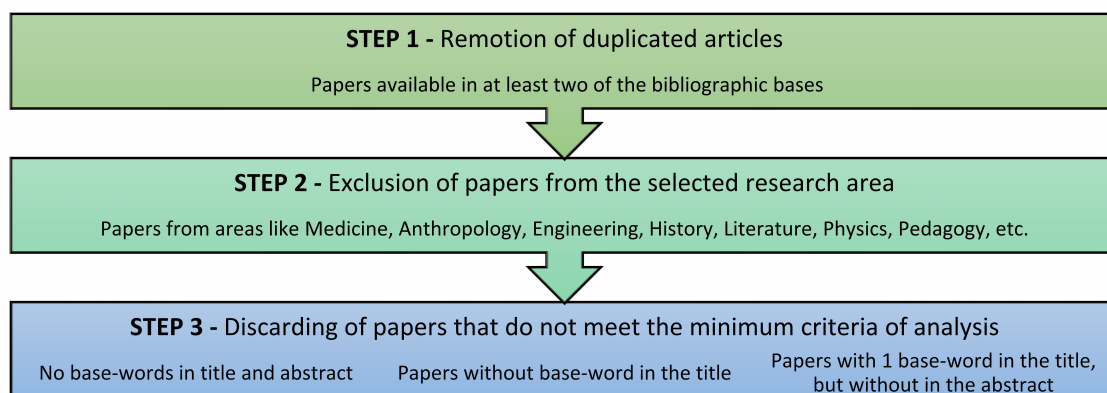 STEP 1 - Remotion of duplicated articles
Papers available in at least two of the bibliographic bases
STEP 2 - Exclusion of papers from the selected research area
Papers from areas like Medicine, Anthropology, Engineering, History, Literature, Physics, Pedagogy, etc.
STEP 3 - Discarding of papers that do not meet the minimum criteria of analysis
No base-words in title and abstract
Papers without base-word in the title
Papers with 1 base-word in the title,
but without in the abstract